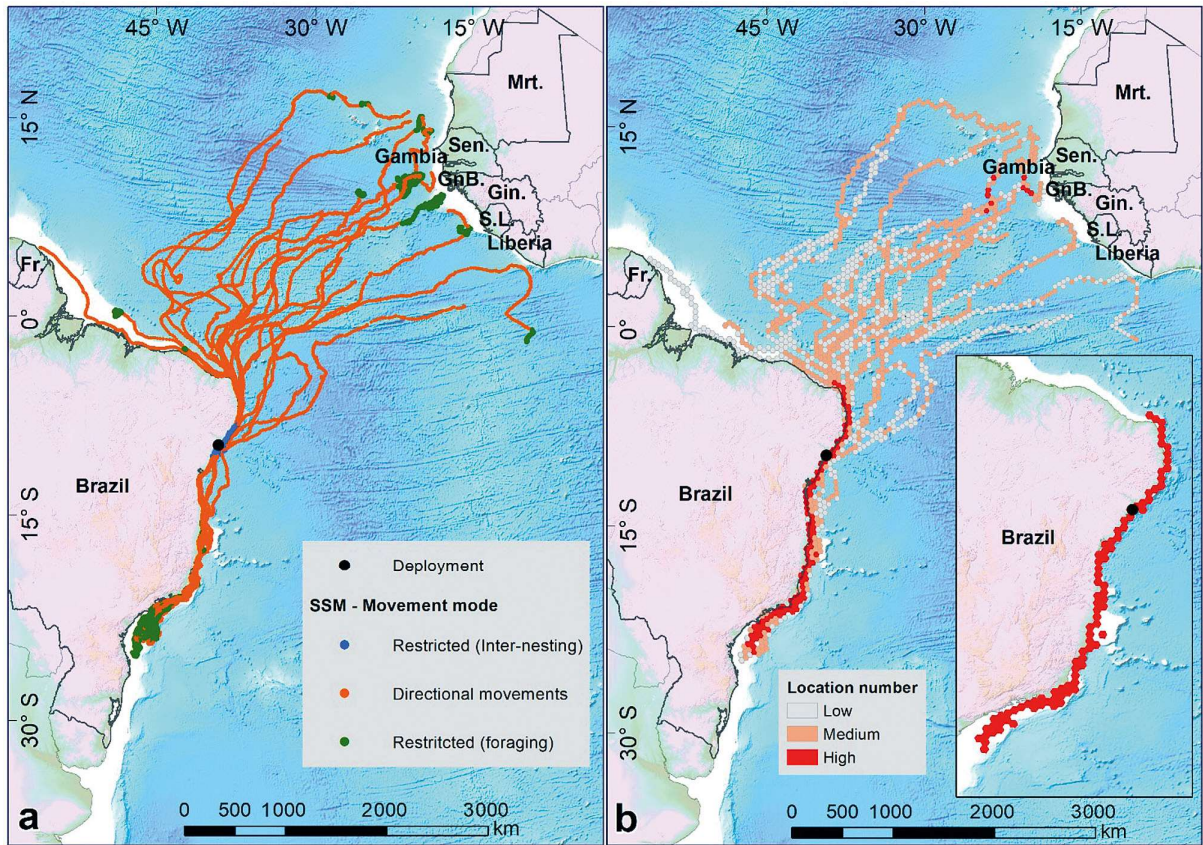 45° W 30° W 15° W
15° N
0°
15° S
30° S
Mrt.
Sen.
Gambia
GnB.
Gin.
S.L.
Liberia
Fr.
Brazil
Deployment
SSM - Movement mode
Restricted (Inter-nesting)
Directional movements
Restritcted (foraging)
0 500 1000 2000 3000
km
a
45° W 30° W 15° W
15° N
0°
15° S
30° S
Mrt.
Sen.
Gambia
GnB.
Gin.
S.L.
Liberia
Fr.
Brazil
Brazil
Location number
Low
Medium
High
0 500 1000 2000 3000
km
b